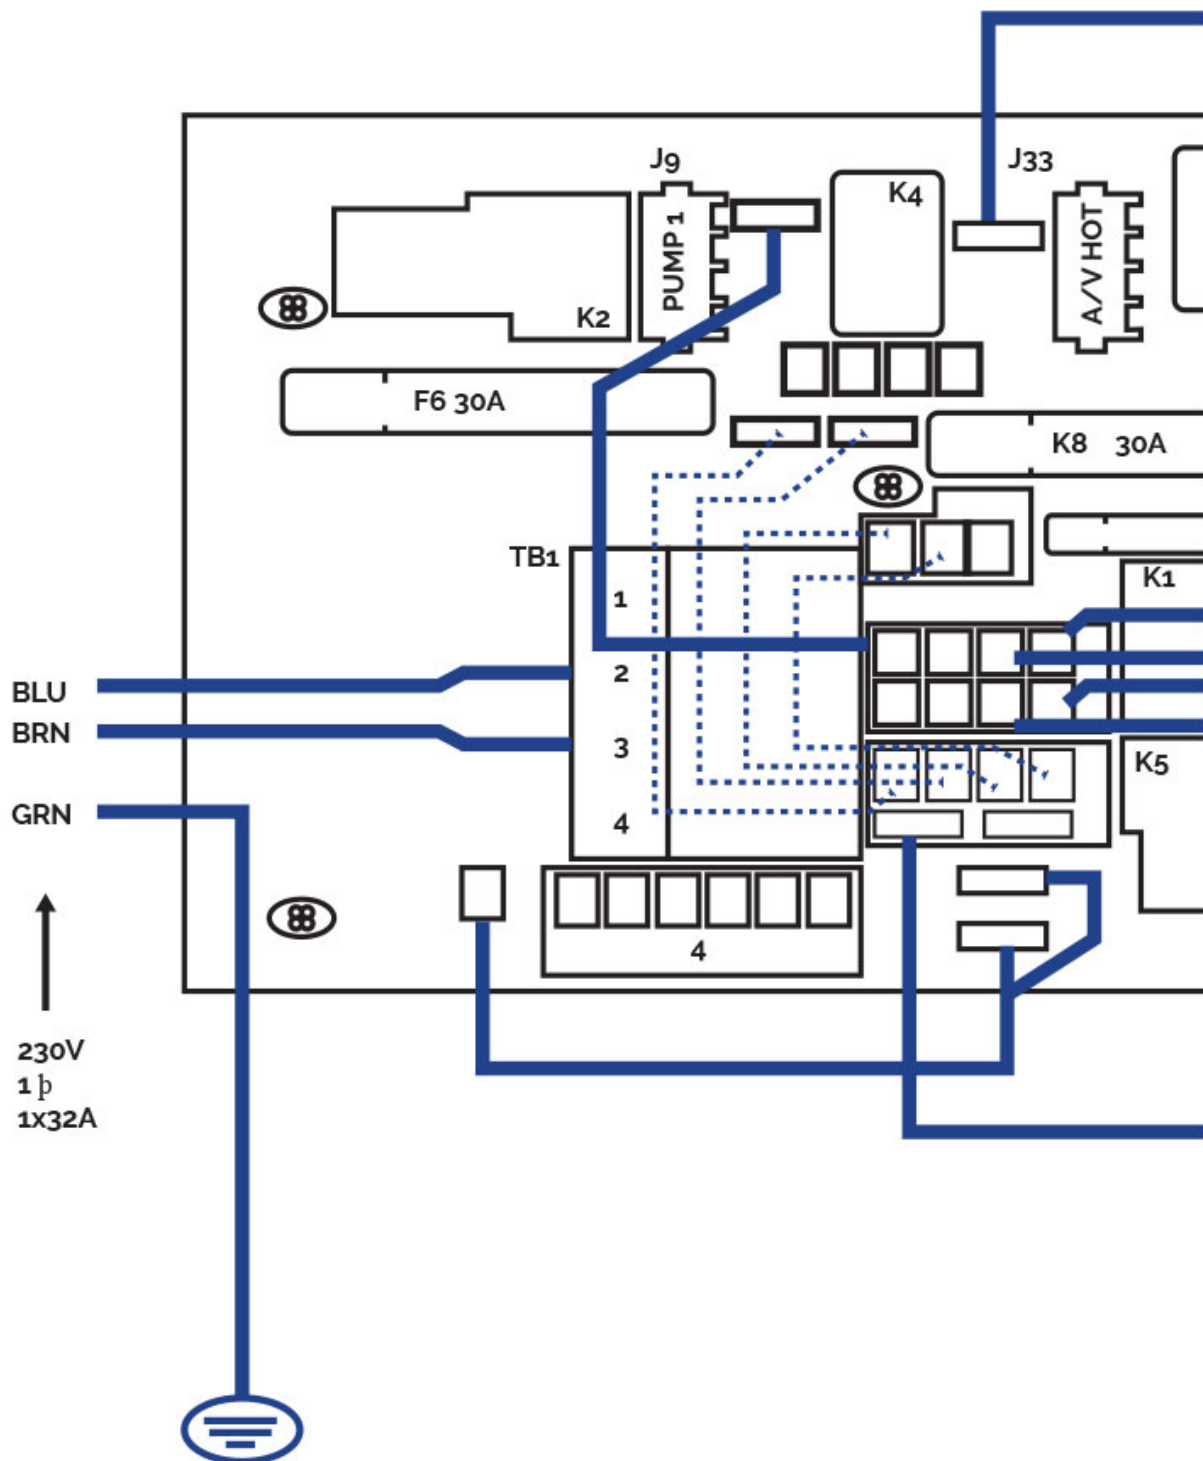 J9
J33
K4
PUMP 1
A/V HOT
K2
F6 30A
K8 30A
TB1
K1
1
2
BLU
BRN
3
K5
GRN
4
4
230V
1 þ
1x32A